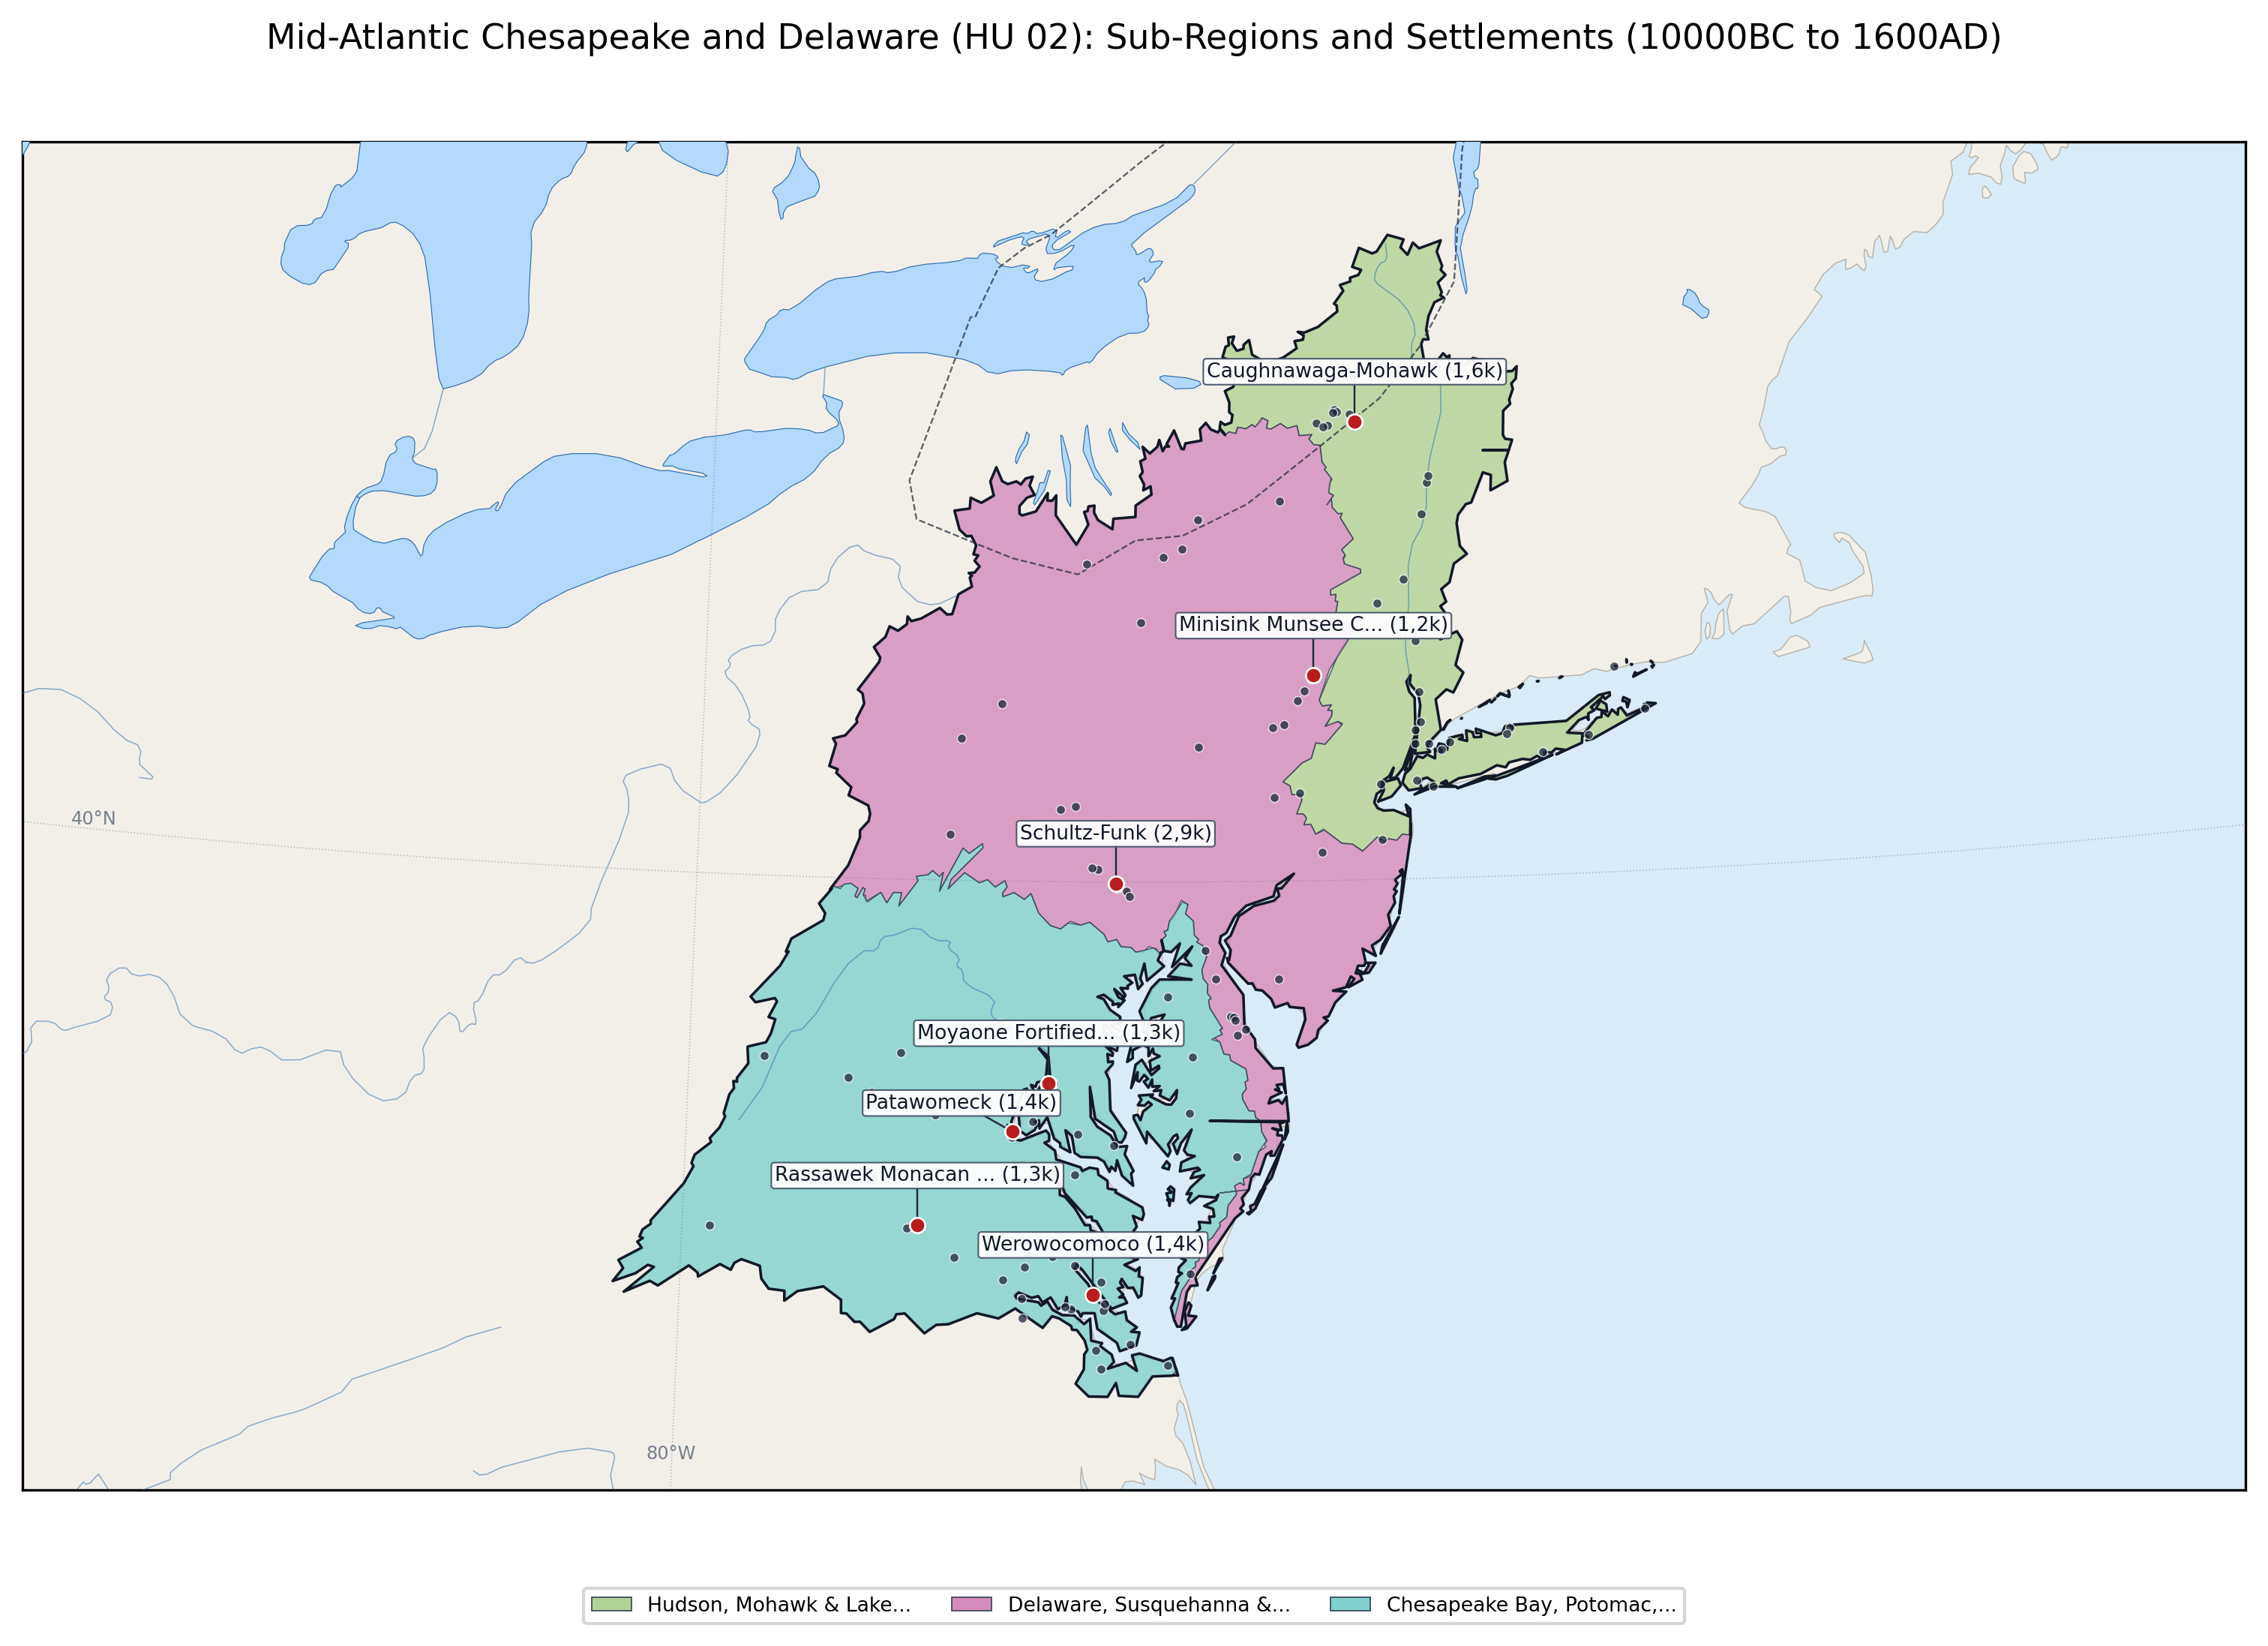 Mid-Atlantic Chesapeake and Delaware (HU 02): Sub-Regions and Settlements (10000BC to 1600AD)
Caughnawaga-Mohawk (1,6k)
Minisink Munsee C... (1,2k)
40°N
Schultz-Funk (2,9k)
Moyaone Fortified... (1,3k)
Patawomeck (1,4k)
Rassawek Monacan ... (1,3k)
Werowocomoco (1,4k)
80°W
Hudson, Mohawk & Lake...
Delaware, Susquehanna &...
Chesapeake Bay, Potomac,...